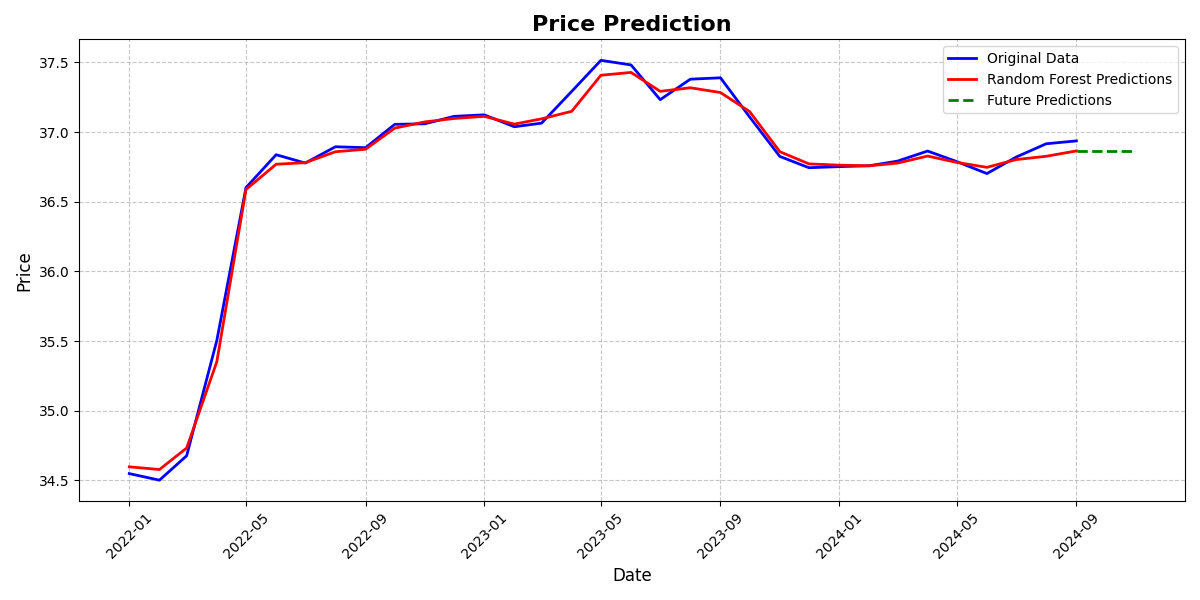 Price Prediction
Original Data
Random Forest Predictions
Future Predictions
Price
37.5
37.0
36.5
36.0
35.5
35.0
34.5
2022-01
2022-05
2022-09
2023-01
2023-05
2023-09
2024-01
2024-05
2024-09
Date